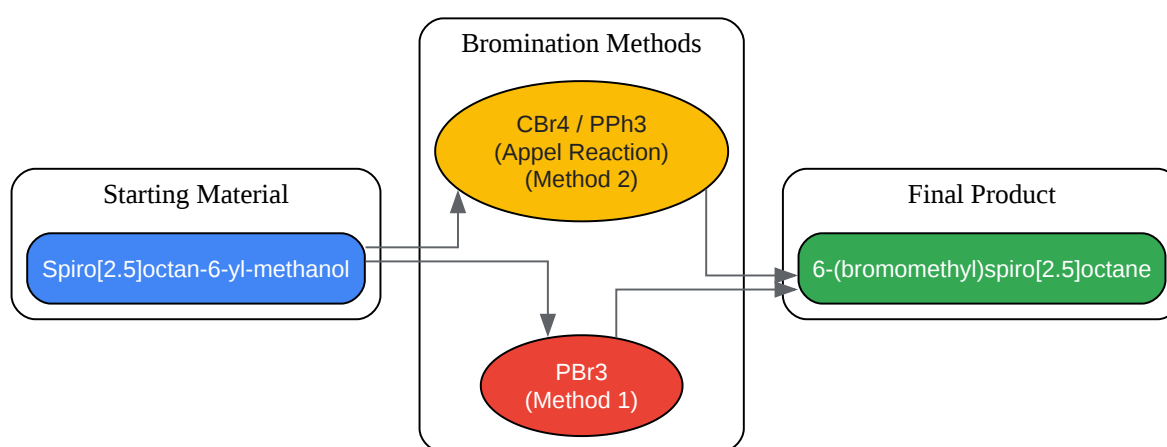 Bromination Methods
CBr4 / PPh3
(Appel Reaction)
(Method 2)
Starting Material
Spiro[2.5]octan-6-yl-methanol
Final Product
6-(bromomethyl)spiro[2.5]octane
PBr3
(Method 1)